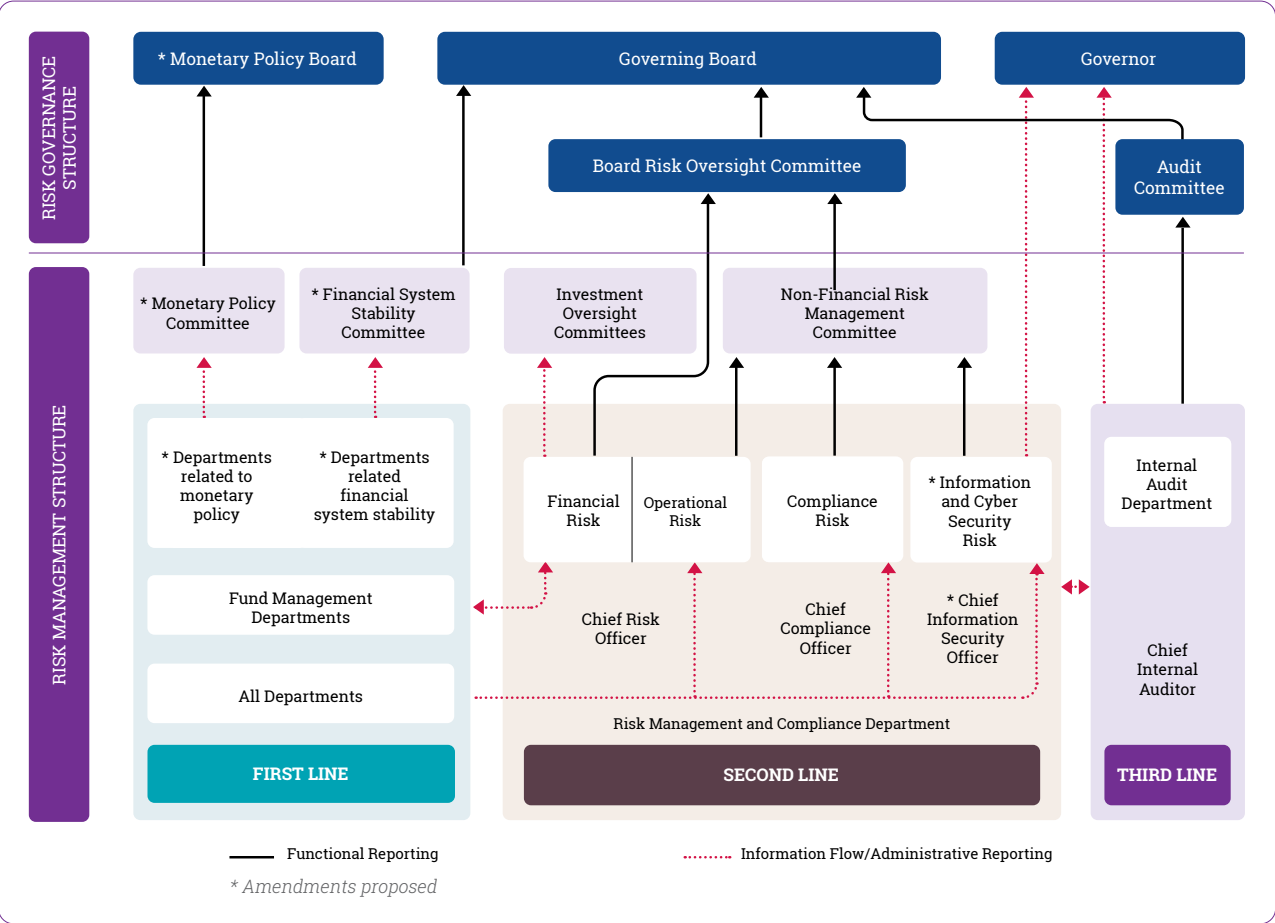 RISK GOVERNANCE
STRUCTURE
* Monetary Policy Board
Governing Board
Governor
Board Risk Oversight Committee
Audit
Committee
RISK MANAGEMENT STRUCTURE
* Monetary Policy
Committee
* Financial System
Stability
Committee
Investment
Oversight
Committees
Non-Financial Risk
Management
Committee
* Departments
related to
monetary
policy
* Departments
related
financial
system stability
Fund Management
Departments
All Departments
FIRST LINE
Financial
Risk
Operational
Risk
Compliance
Risk
* Information
and Cyber
Security
Risk
Chief Risk
Officer
Chief
Compliance
Officer
* Chief
Information
Security
Officer
Risk Management and Compliance Department
SECOND LINE
Internal
Audit
Department
Chief
Internal
Auditor
THIRD LINE
Functional Reporting
Information Flow/Administrative Reporting
* Amendments proposed